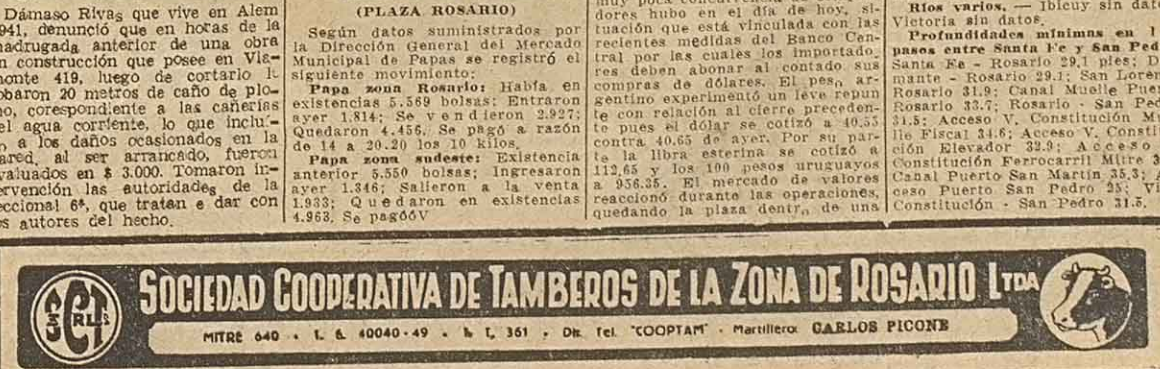 Dámaso Rivas que vive en Alem
941, denunció que en horas de la
madrugada anterior de una obra
en construcción que posee en Via-
monte 419, luego de cortarlo
robaron 20 metros de caño de plo-
mo, correspondiente a las cañerías
del agua corriente, lo que
a los daños ocasionados en la
pared, al ser arrancado, fueron
valuados en $ 3.000. Tomaron in-
tervención las autoridades de la
seccional 6ª, que tratan e dar con
los autores del hecho.
(PLAZA ROSARIO)
Según datos suministrados por
la Dirección General del Mercado
Municipal de Papas se registró el
siguiente movimiento:
Papa zona Rosario: Había en
existencias 5.569 bolsas; Entraron
ayer 1.814; Se vendieron 2.927;
Quedaron 4.456. Se pagó a razón
de 14 a 20.20 los 10 kilos.
Papa zona sudeste: Existencia
anterior 5.550 bolsas; Ingresaron
ayer 1.346; Salieron a la venta
1.933; Quedaron en existencias
4.963. Se pagóóV
muy poca
dores hubo en el día de hoy, si-
tuación que está vinculada con las
recientes medidas del Banco Cen-
tral por las cuales los importado
res deben abonar al contado sus
compras de dólares. El peso ar-
gentino experimentó un leve repun
te con relación al cierre preceden-
te pues el dólar se cotizó a 40.55
contra 40.65 de ayer. Por su par-
te la libra esterina se cotizó a
112.65 y los 100 pesos uruguayos
a 956.35. El mercado de valores
reaccionó durante las operaciones,
quedando la plaza dentro de una
Ríos varios. — Ibicuy sin
Victoria sin datos.
Profundidades mínimas en
pasos entre Santa Fe y San
Santa Fe - Rosario 29.1 pies;
mante - Rosario 29.1; San
Rosario 31.9; Canal Muelle
Rosario 33.7; Rosario - San
31.5; Acceso V. Constitución
lle Fiscal 34.6; Acceso V.
ción Elevador 32.9; Acceso
Constitución Ferrocarril Mitre
Canal Puerto San Martín 35.3;
ceso Puerto San Pedro 25;
Constitución - San Pedro 31.5.
SOCIEDAD COOPERATIVA DE TAMBEROS DE LA ZONA DE ROSARIO LTDA
MITRE 640 - 40040-49 - 361 - Tel. "COOPTAM" - Martillero: CARLOS PICONE